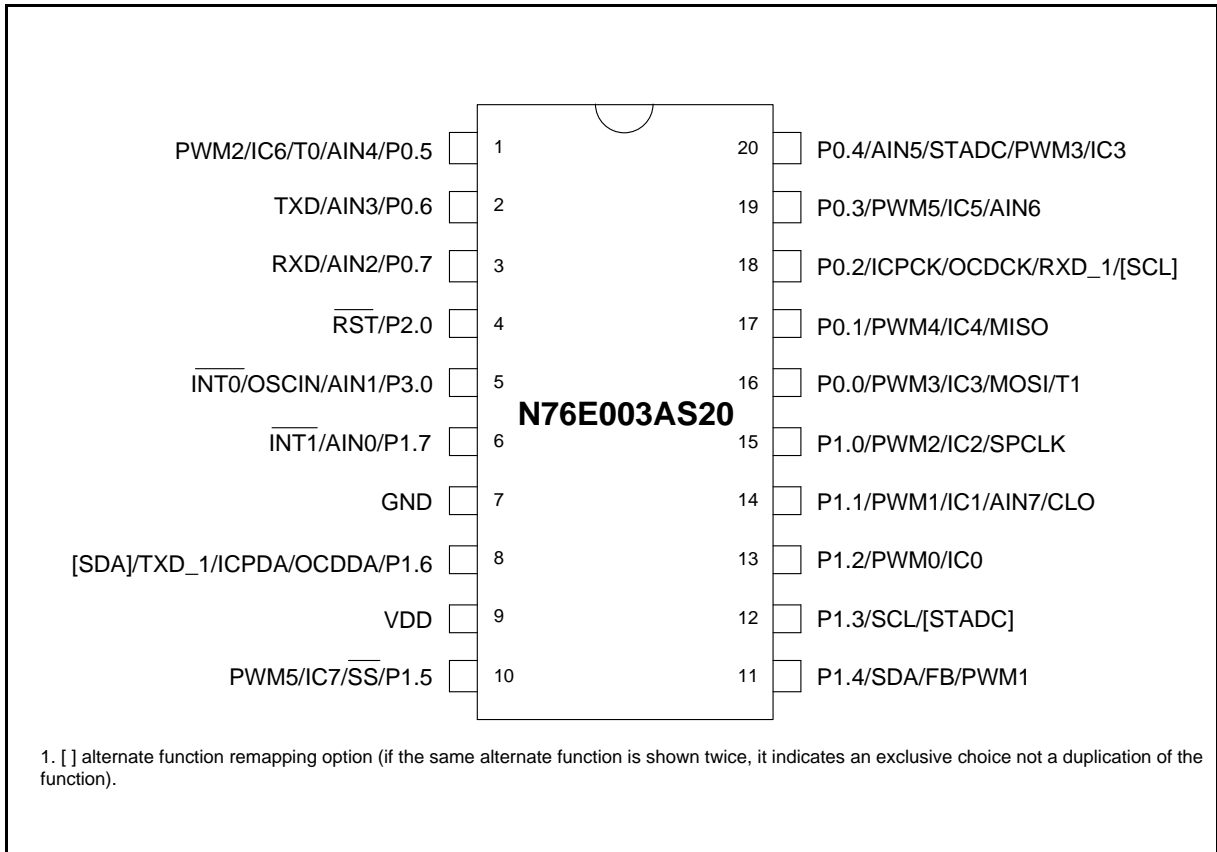 PWM2/IC6/T0/AIN4/P0.5 1 20 P0.4/AIN5/STADC/PWM3/IC3
TXD/AIN3/P0.6 2 19 P0.3/PWM5/IC5/AIN6
RXD/AIN2/P0.7 3 18 P0.2/ICPCK/OCDCK/RXD_1/[SCL]
RST/P2.0 4 17 P0.1/PWM4/IC4/MISO
INT0/OSCIN/AIN1/P3.0 5 16 P0.0/PWM3/IC3/MOSI/T1
N76E003AS20
INT1/AIN0/P1.7 6 15 P1.0/PWM2/IC2/SPCLK
GND 7 14 P1.1/PWM1/IC1/AIN7/CLO
[SDA]/TXD_1/ICPDA/OCDDA/P1.6 8 13 P1.2/PWM0/IC0
VDD 9 12 P1.3/SCL/[STADC]
PWM5/IC7/SS/P1.5 10 11 P1.4/SDA/FB/PWM1
1. [ ] alternate function remapping option (if the same alternate function is shown twice, it indicates an exclusive choice not a duplication of the
function).